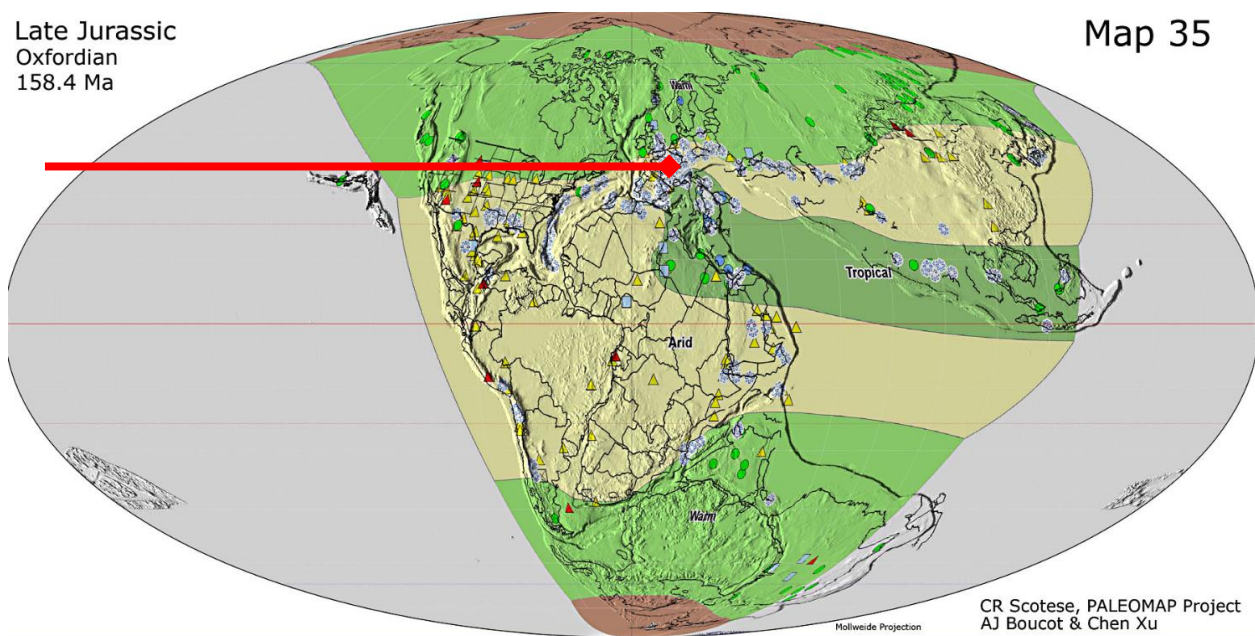 Late Jurassic
Oxfordian
158.4 Ma
Map 35
Warm
Tropical
Arid
Warm
CR Scotese, PALEOMAP Project
AJ Boucot & Chen Xu
Mollweide Projection